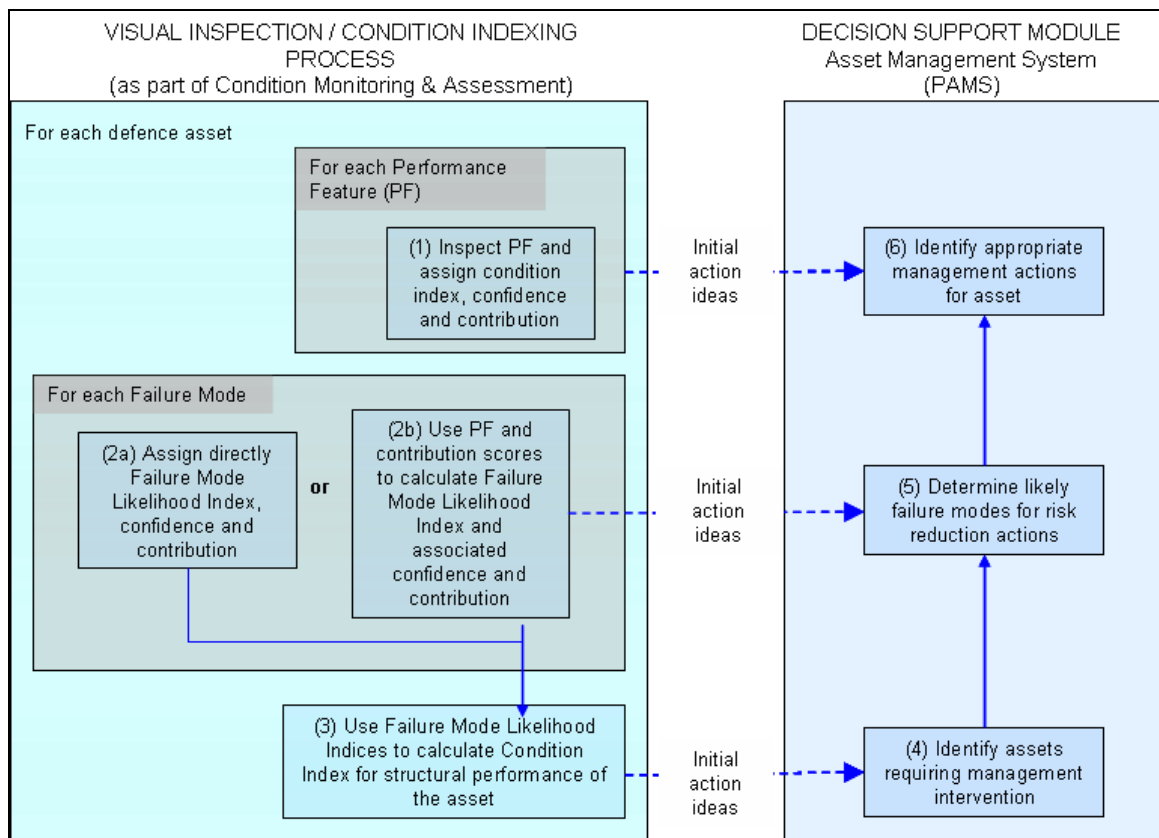 VISUAL INSPECTION / CONDITION INDEXING
PROCESS
(as part of Condition Monitoring & Assessment)
DECISION SUPPORT MODULE
Asset Management System
(PAMS)
For each defence asset
For each Performance
Feature (PF)
(1) Inspect PF and
assign condition
index, confidence
and contribution
Initial
action
ideas
(6) Identify appropriate
management actions
for asset
For each Failure Mode
(2a) Assign directly
Failure Mode
Likelihood Index,
confidence and
contribution
or
(2b) Use PF and
contribution scores
to calculate Failure
Mode Likelihood
Index and
associated
confidence and
contribution
Initial
action
ideas
(5) Determine likely
failure modes for risk
reduction actions
(3) Use Failure Mode Likelihood
Indices to calculate Condition
Index for structural performance of
the asset
Initial
action
ideas
(4) Identify assets
requiring management
intervention